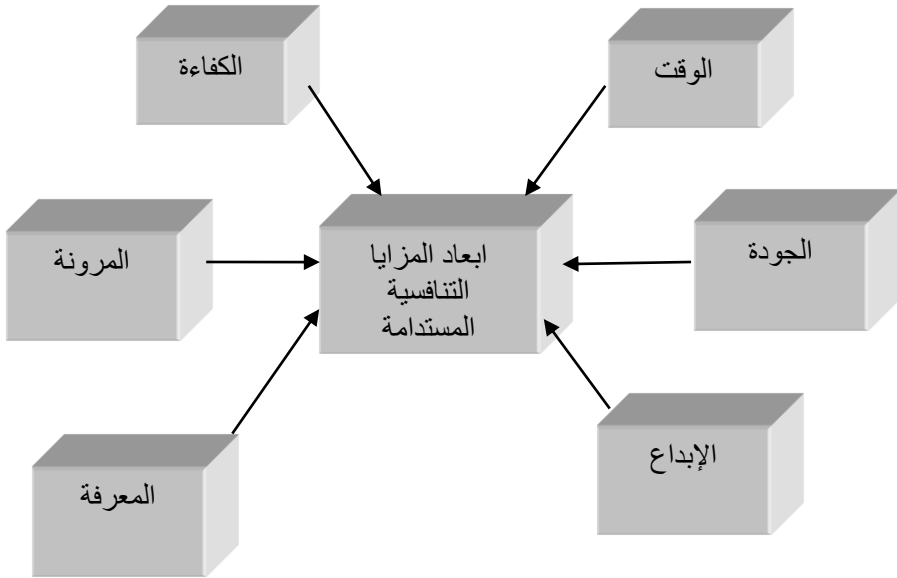 الوقت
الكفاءة
الجودة
ابعاد المزايا
التنافسية
المستدامة
المرونة
الإبداع
المعرفة